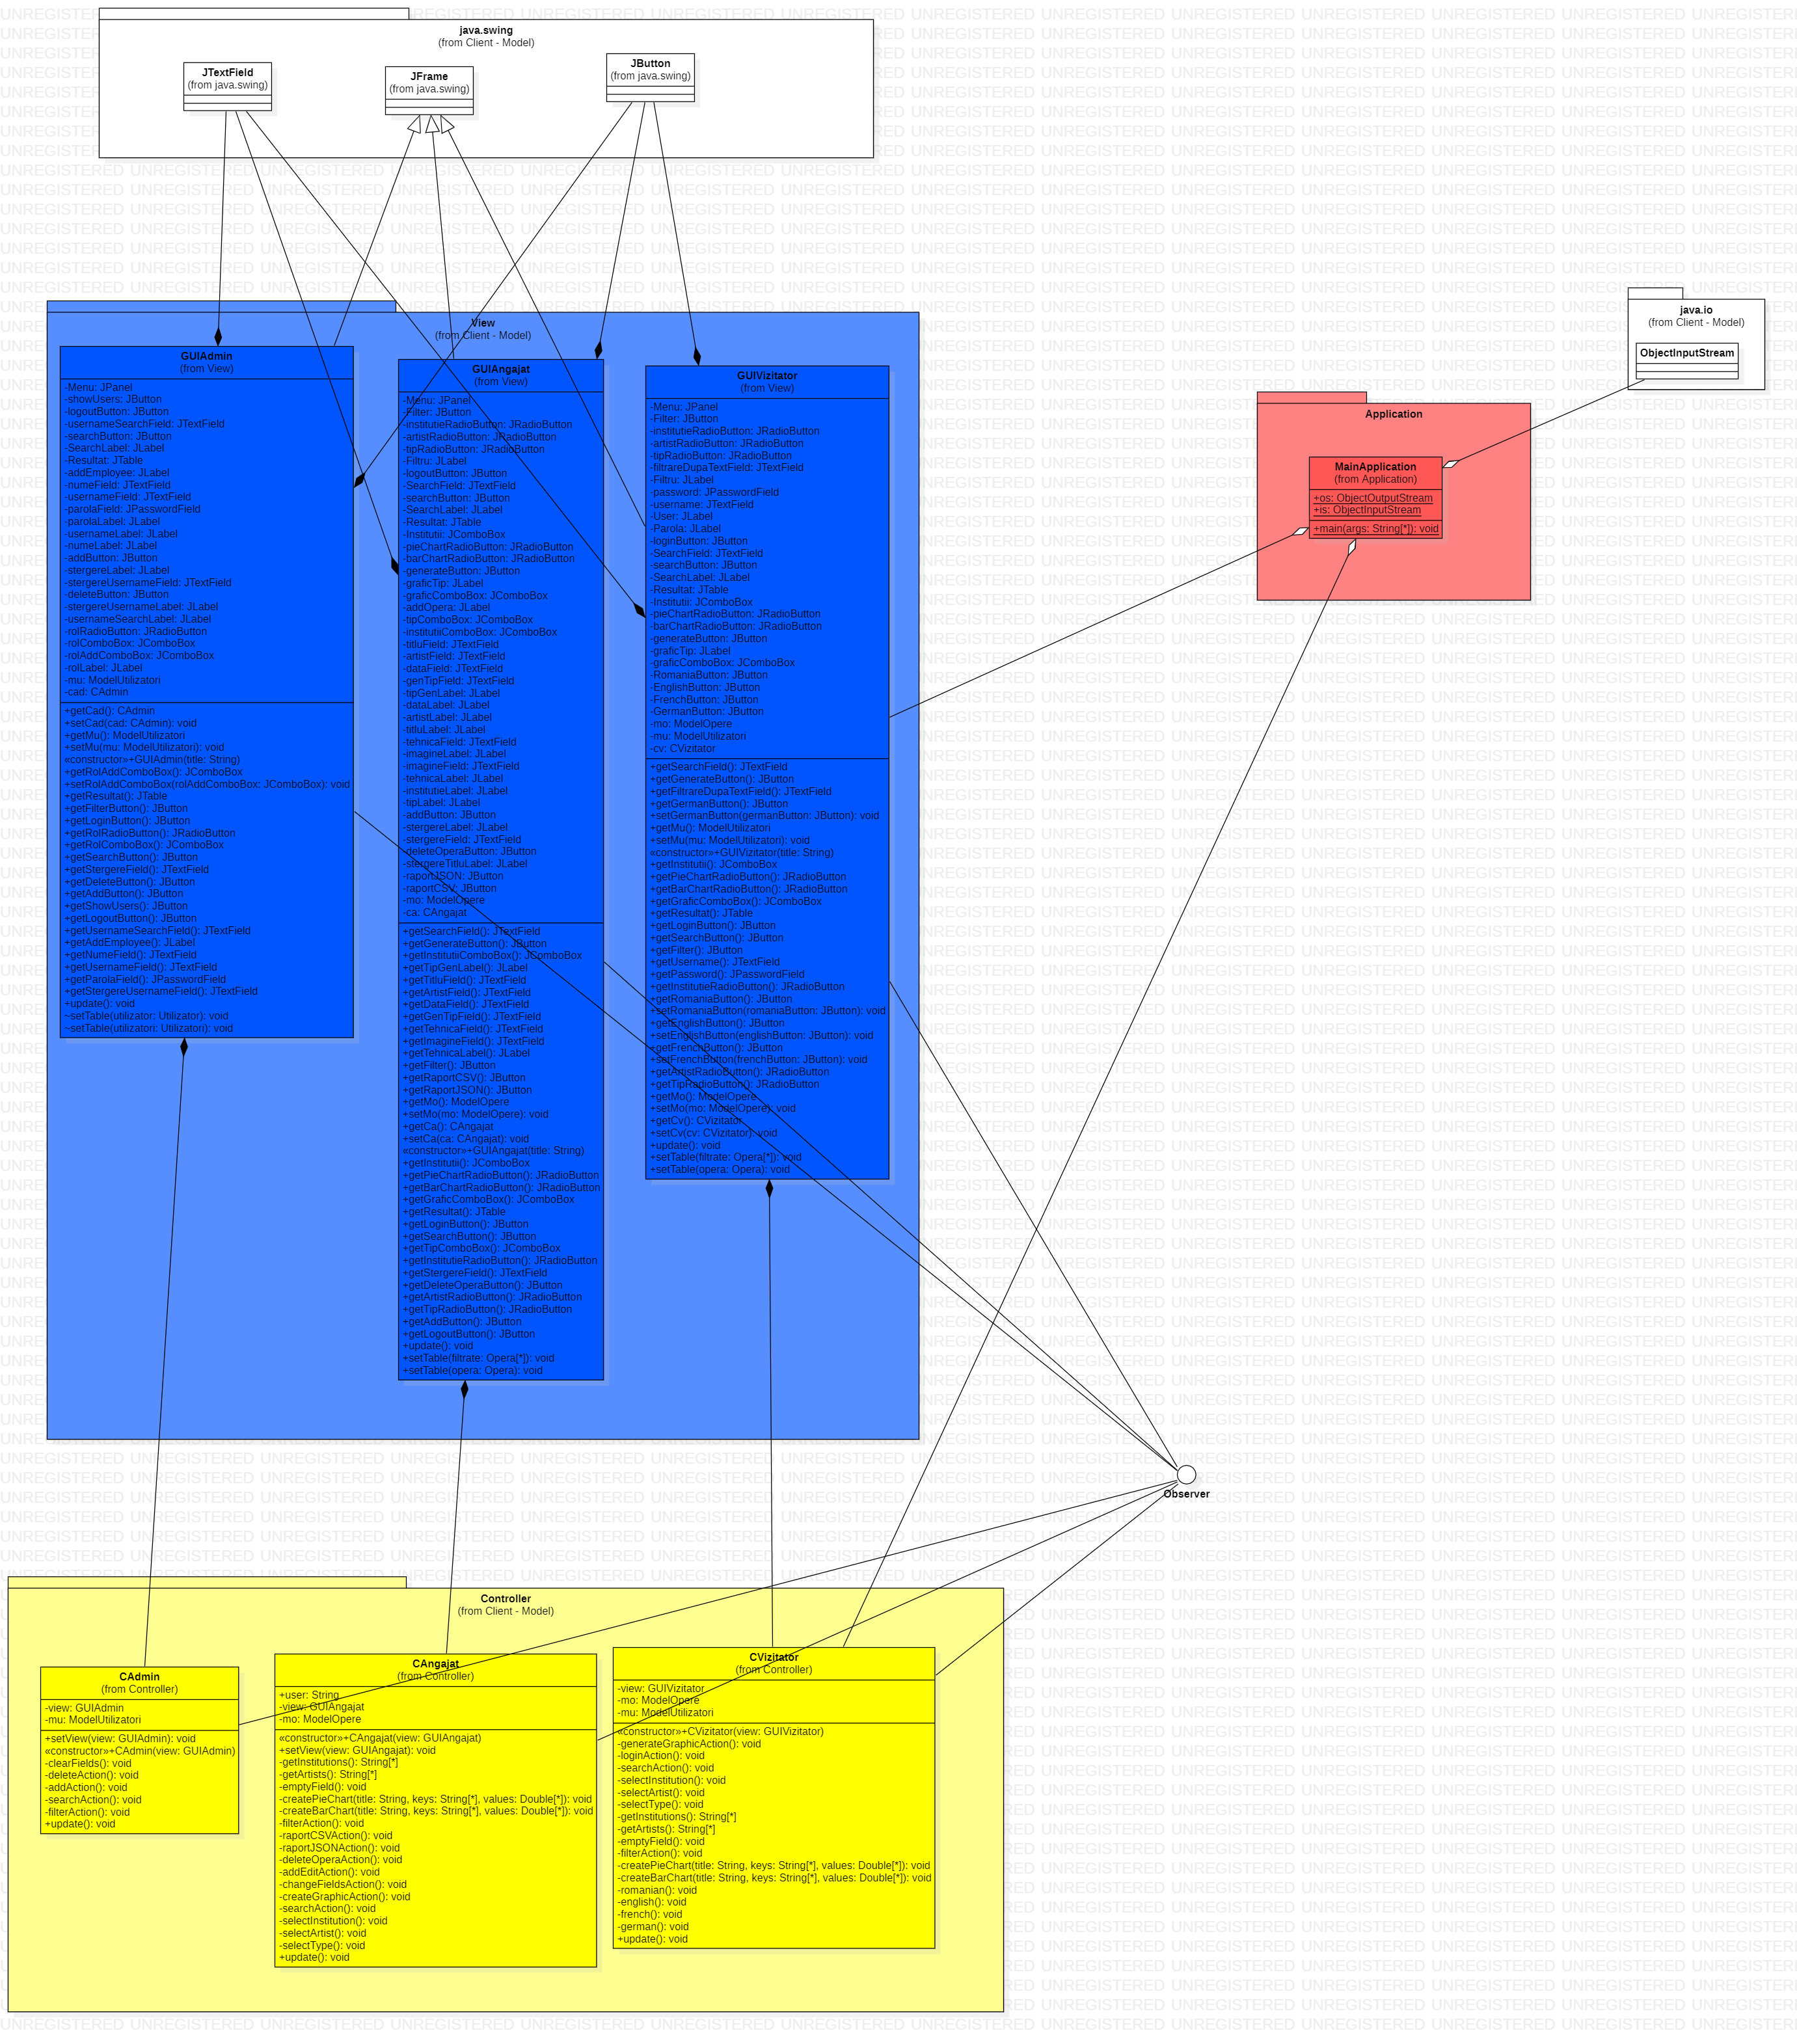 java.swing
(from Client - Model)
JTextField
(from java.swing)
JFrame
(from java.swing)
JButton
(from java.swing)
View
(from Client - Model)
GUIAdmin
(from View)
-Menu: JPanel
-showUsers: JButton
-logoutButton: JButton
-usernameSearchField: JTextField
-searchButton: JButton
-SearchLabel: JLabel
-Resultat: JTable
-addEmployee: JLabel
-numeField: JTextField
-usernameField: JTextField
-parolaField: JPasswordField
-parolaLabel: JLabel
-usernameLabel: JLabel
-numeLabel: JLabel
-addButton: JButton
-stergereLabel: JLabel
-stergereUsernameField: JTextField
-deleteButton: JButton
-stergereUsernameLabel: JLabel
-usernameSearchLabel: JLabel
-rolRadioButton: JRadioButton
-rolComboBox: JComboBox
-rolAddComboBox: JComboBox
-rolLabel: JLabel
-mu: ModelUtilizatori
-cad: CAdmin
+getCad(): CAdmin
+setCad(cad: CAdmin): void
+getMu(): ModelUtilizatori
+setMu(mu: ModelUtilizatori): void
«constructor»+GUIAdmin(title: String)
+getRolAddComboBox(): JComboBox
+setRolAddComboBox(rolAddComboBox: JComboBox): void
+getResultat(): JTable
+getFilterButton(): JButton
+getLoginButton(): JButton
+getRolRadioButton(): JRadioButton
+getRolComboBox(): JComboBox
+getSearchButton(): JButton
+getStergereField(): JTextField
+getDeleteButton(): JButton
+getAddButton(): JButton
+getShowUsers(): JButton
+getLogoutButton(): JButton
+getUsernameSearchField(): JTextField
+getAddEmployee(): JLabel
+getNumeField(): JTextField
+getUsernameField(): JTextField
+getParolaField(): JPasswordField
+getStergereUsernameField(): JTextField
+update(): void
~setTable(utilizator: Utilizator): void
~setTable(utilizatori: Utilizatori): void
GUIAngajat
(from View)
-Menu: JPanel
-Filter: JButton
-institutieRadioButton: JRadioButton
-artistRadioButton: JRadioButton
-tipRadioButton: JRadioButton
-Filtru: JLabel
-logoutButton: JButton
-SearchField: JTextField
-searchButton: JButton
-SearchLabel: JLabel
-Resultat: JTable
-Institutii: JComboBox
-pieChartRadioButton: JRadioButton
-barChartRadioButton: JRadioButton
-generateButton: JButton
-graficTip: JLabel
-graficComboBox: JComboBox
-addOpera: JLabel
-tipComboBox: JComboBox
-institutiiComboBox: JComboBox
-titluField: JTextField
-artistField: JTextField
-dataField: JTextField
-genTipField: JTextField
-tipGenLabel: JLabel
-dataLabel: JLabel
-artistLabel: JLabel
-titluLabel: JLabel
-tehnicaField: JTextField
-imagineLabel: JLabel
-imagineField: JTextField
-tehnicaLabel: JLabel
-institutieLabel: JLabel
-tipLabel: JLabel
-addButton: JButton
-stergereLabel: JLabel
-stergereField: JTextField
-deleteOperaButton: JButton
-stergereTitluLabel: JLabel
-raportJSON: JButton
-raportCSV: JButton
-mo: ModelOpere
-ca: CAngajat
+getSearchField(): JTextField
+getGenerateButton(): JButton
+getInstitutiiComboBox(): JComboBox
+getTipGenLabel(): JLabel
+getTitluField(): JTextField
+getArtistField(): JTextField
+getDataField(): JTextField
+getGenTipField(): JTextField
+getTehnicaField(): JTextField
+getImagineField(): JTextField
+getTehnicaLabel(): JLabel
+getFilter(): JButton
+getRaportCSV(): JButton
+getRaportJSON(): JButton
+getMo(): ModelOpere
+setMo(mo: ModelOpere): void
+getCa(): CAngajat
+setCa(ca: CAngajat): void
«constructor»+GUIAngajat(title: String)
+getInstitutii(): JComboBox
+getPieChartRadioButton(): JRadioButton
+getBarChartRadioButton(): JRadioButton
+getGraficComboBox(): JComboBox
+getResultat(): JTable
+getLoginButton(): JButton
+getSearchButton(): JButton
+getTipComboBox(): JComboBox
+getInstitutieRadioButton(): JRadioButton
+getStergereField(): JTextField
+getDeleteOperaButton(): JButton
+getArtistRadioButton(): JRadioButton
+getTipRadioButton(): JRadioButton
+getAddButton(): JButton
+getLogoutButton(): JButton
+update(): void
+setTable(filtrate: Opera[*]): void
+setTable(opera: Opera): void
GUIVizitator
(from View)
-Menu: JPanel
-Filter: JButton
-institutieRadioButton: JRadioButton
-artistRadioButton: JRadioButton
-tipRadioButton: JRadioButton
-filtrareDupaTextField: JTextField
-Filtru: JLabel
-password: JPasswordField
-username: JTextField
-User: JLabel
-Parola: JLabel
-loginButton: JButton
-SearchField: JTextField
-searchButton: JButton
-SearchLabel: JLabel
-Resultat: JTable
-Institutii: JComboBox
-pieChartRadioButton: JRadioButton
-barChartRadioButton: JRadioButton
-generateButton: JButton
-graficTip: JLabel
-graficComboBox: JComboBox
-RomaniaButton: JButton
-EnglishButton: JButton
-FrenchButton: JButton
-GermanButton: JButton
-mo: ModelOpere
-mu: ModelUtilizatori
-cv: CVizitator
+getSearchField(): JTextField
+getGenerateButton(): JButton
+getFiltrareDupaTextField(): JTextField
+getGermanButton(): JButton
+setGermanButton(germanButton: JButton): void
+getMu(): ModelUtilizatori
+setMu(mu: ModelUtilizatori): void
«constructor»+GUIVizitator(title: String)
+getInstitutii(): JComboBox
+getPieChartRadioButton(): JRadioButton
+getBarChartRadioButton(): JRadioButton
+getGraficComboBox(): JComboBox
+getResultat(): JTable
+getLoginButton(): JButton
+getSearchButton(): JButton
+getFilter(): JButton
+getUsername(): JTextField
+getPassword(): JPasswordField
+getInstitutieRadioButton(): JRadioButton
+getRomaniaButton(): JButton
+setRomaniaButton(romaniaButton: JButton): void
+getEnglishButton(): JButton
+setEnglishButton(englishButton: JButton): void
+getFrenchButton(): JButton
+setFrenchButton(frenchButton: JButton): void
+getArtistRadioButton(): JRadioButton
+getTipRadioButton(): JRadioButton
+getMo(): ModelOpere
+setMo(mo: ModelOpere): void
+getCv(): CVizitator
+setCv(cv: CVizitator): void
+update(): void
+setTable(filtrate: Opera[*]): void
+setTable(opera: Opera): void
java.io
(from Client - Model)
ObjectInputStream
Application
MainApplication
(from Application)
+os: ObjectOutputStream
+is: ObjectInputStream
+main(args: String[*]): void
Observer
Controller
(from Client - Model)
CAdmin
(from Controller)
-view: GUIAdmin
-mu: ModelUtilizatori
+setView(view: GUIAdmin): void
«constructor»+CAdmin(view: GUIAdmin)
-clearFields(): void
-deleteAction(): void
-addAction(): void
-searchAction(): void
-filterAction(): void
+update(): void
CAngajat
(from Controller)
+user: String
-view: GUIAngajat
-mo: ModelOpere
«constructor»+CAngajat(view: GUIAngajat)
+setView(view: GUIAngajat): void
-getInstitutions(): String[*]
-getArtists(): String[*]
-emptyField(): void
-createPieChart(title: String, keys: String[*], values: Double[*]): void
-createBarChart(title: String, keys: String[*], values: Double[*]): void
-filterAction(): void
-raportCSVAction(): void
-raportJSONAction(): void
-deleteOperaAction(): void
-addEditAction(): void
-changeFieldsAction(): void
-createGraphicAction(): void
-searchAction(): void
-selectInstitution(): void
-selectArtist(): void
-selectType(): void
+update(): void
CVizitator
(from Controller)
-view: GUIVizitator
-mo: ModelOpere
-mu: ModelUtilizatori
«constructor»+CVizitator(view: GUIVizitator)
-generateGraphicAction(): void
-loginAction(): void
-searchAction(): void
-selectInstitution(): void
-selectArtist(): void
-selectType(): void
-getInstitutions(): String[*]
-getArtists(): String[*]
-emptyField(): void
-filterAction(): void
-createPieChart(title: String, keys: String[*], values: Double[*]): void
-createBarChart(title: String, keys: String[*], values: Double[*]): void
-romanian(): void
-english(): void
-french(): void
-german(): void
+update(): void
UNREGISTERED